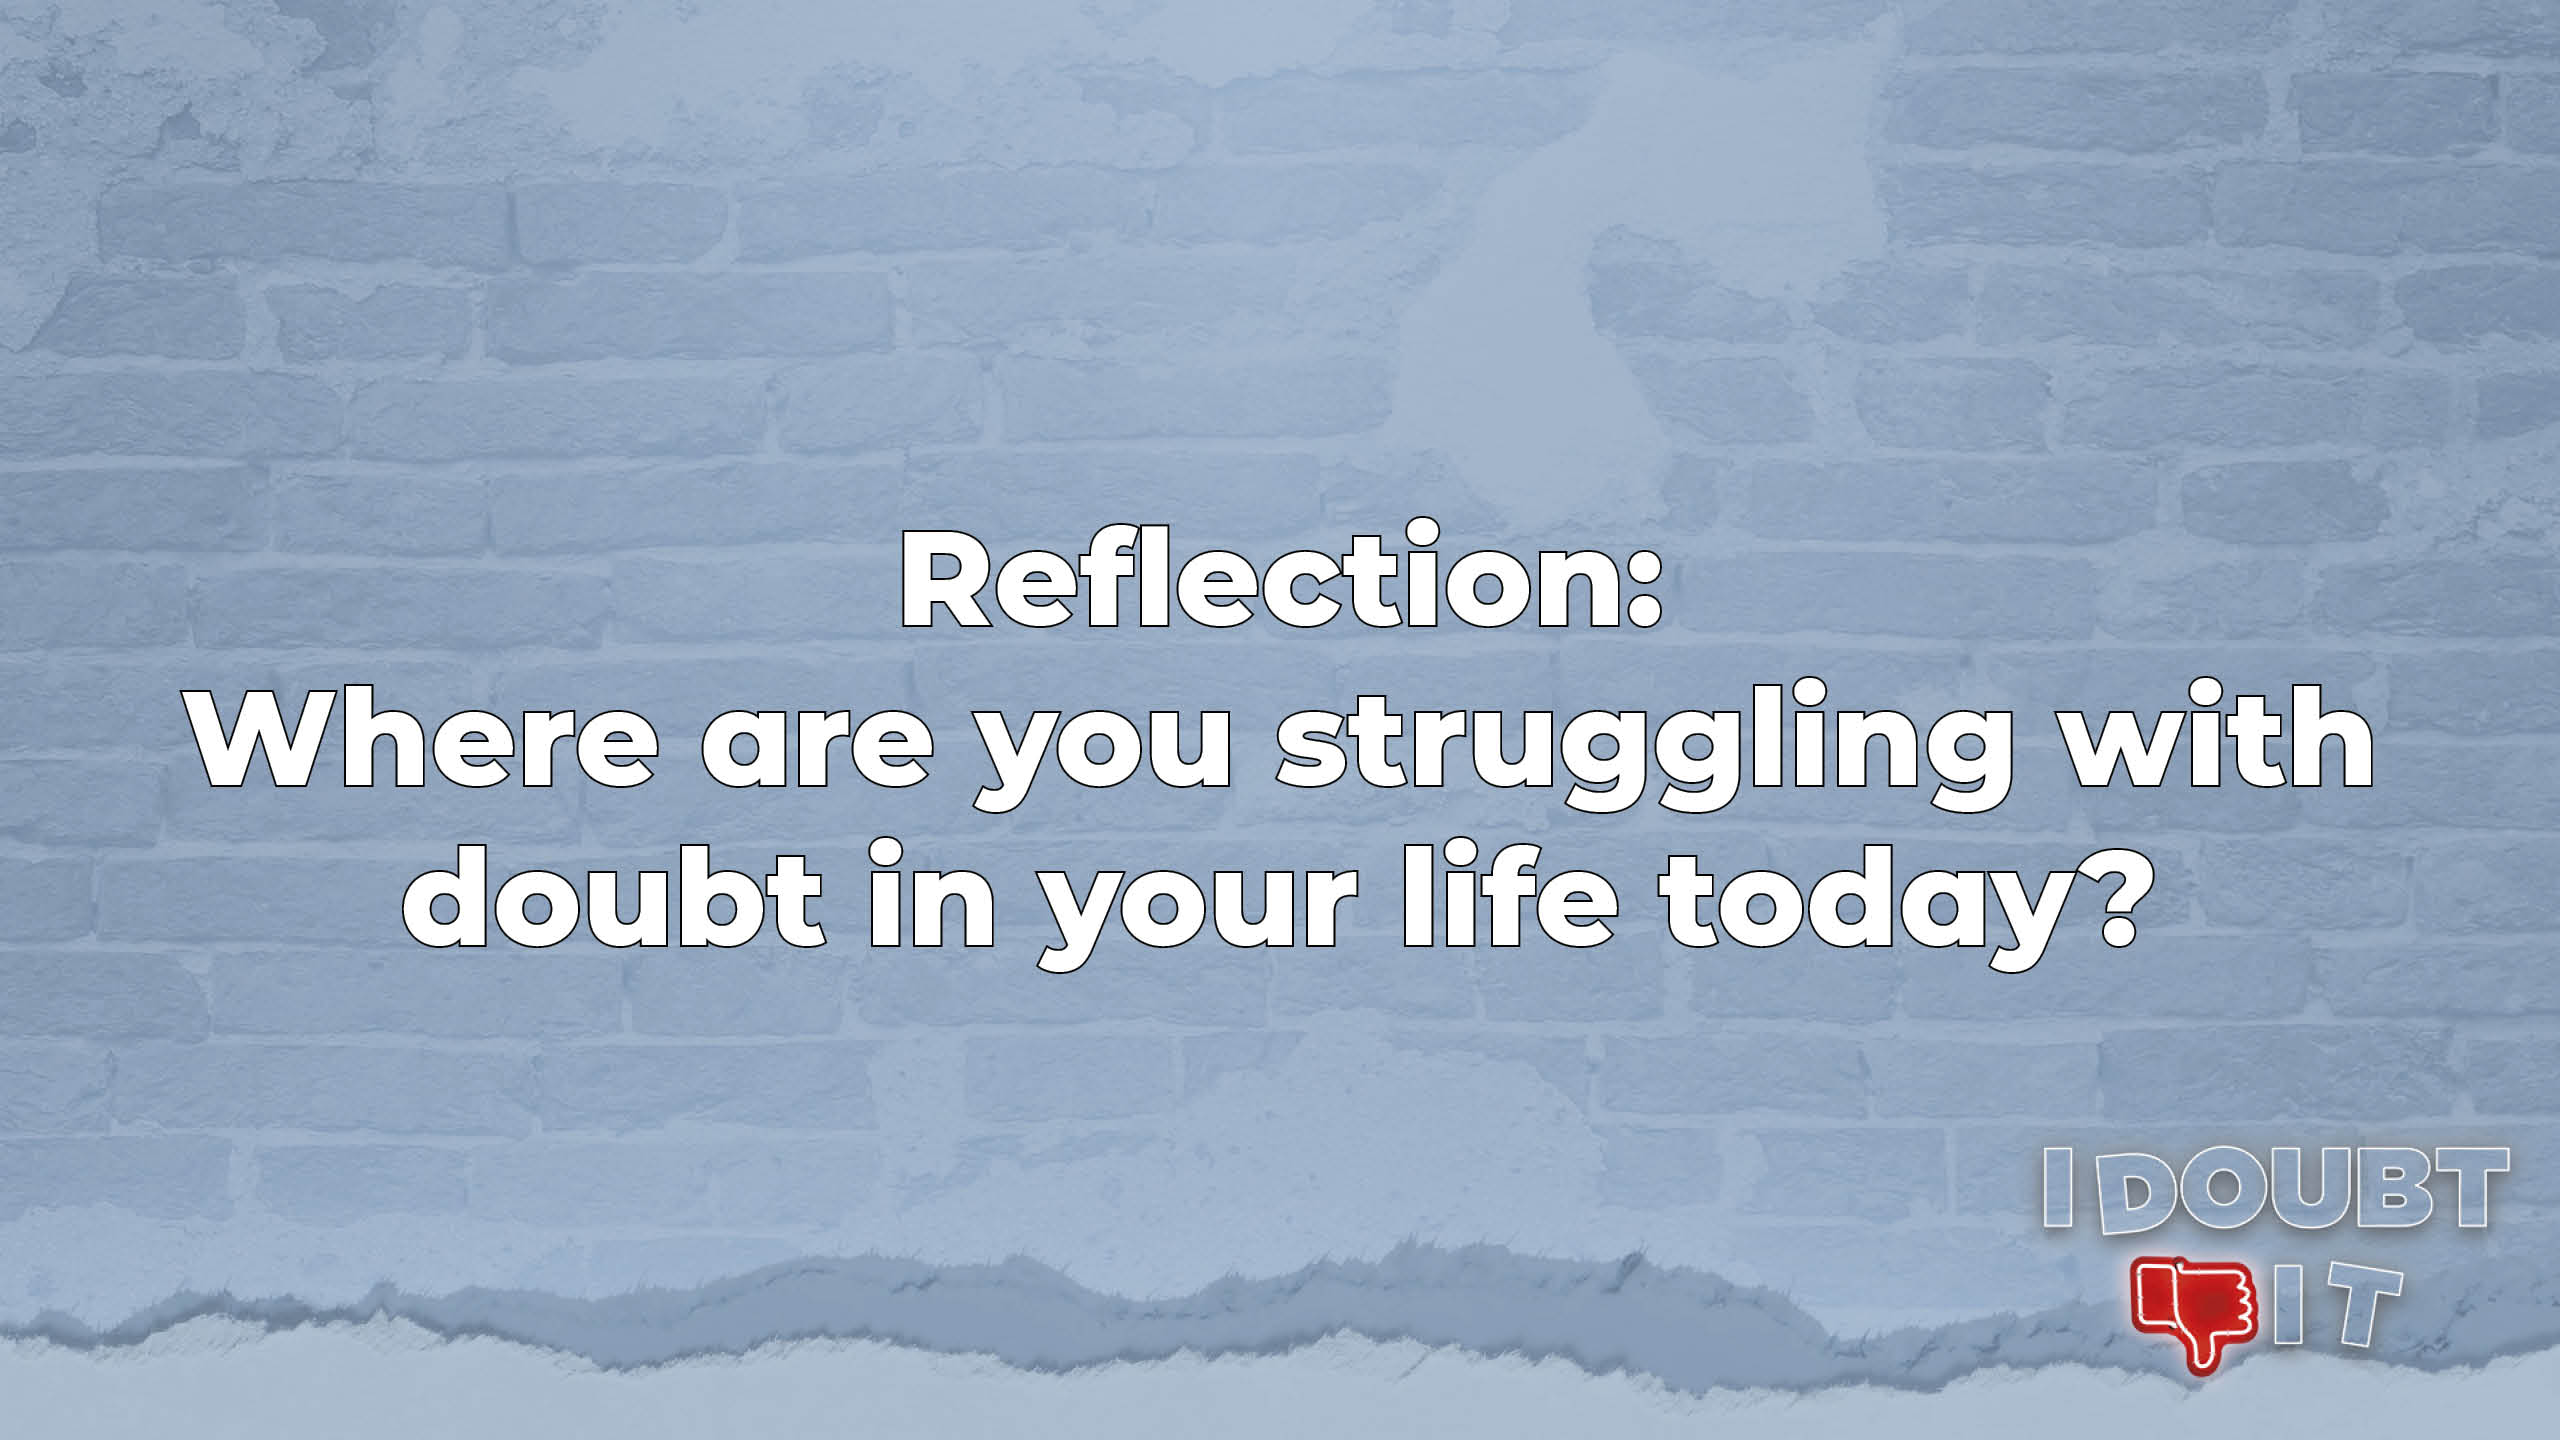 Reflection:
Where are you struggling with
doubt in your life today?
I DOUBT
IT